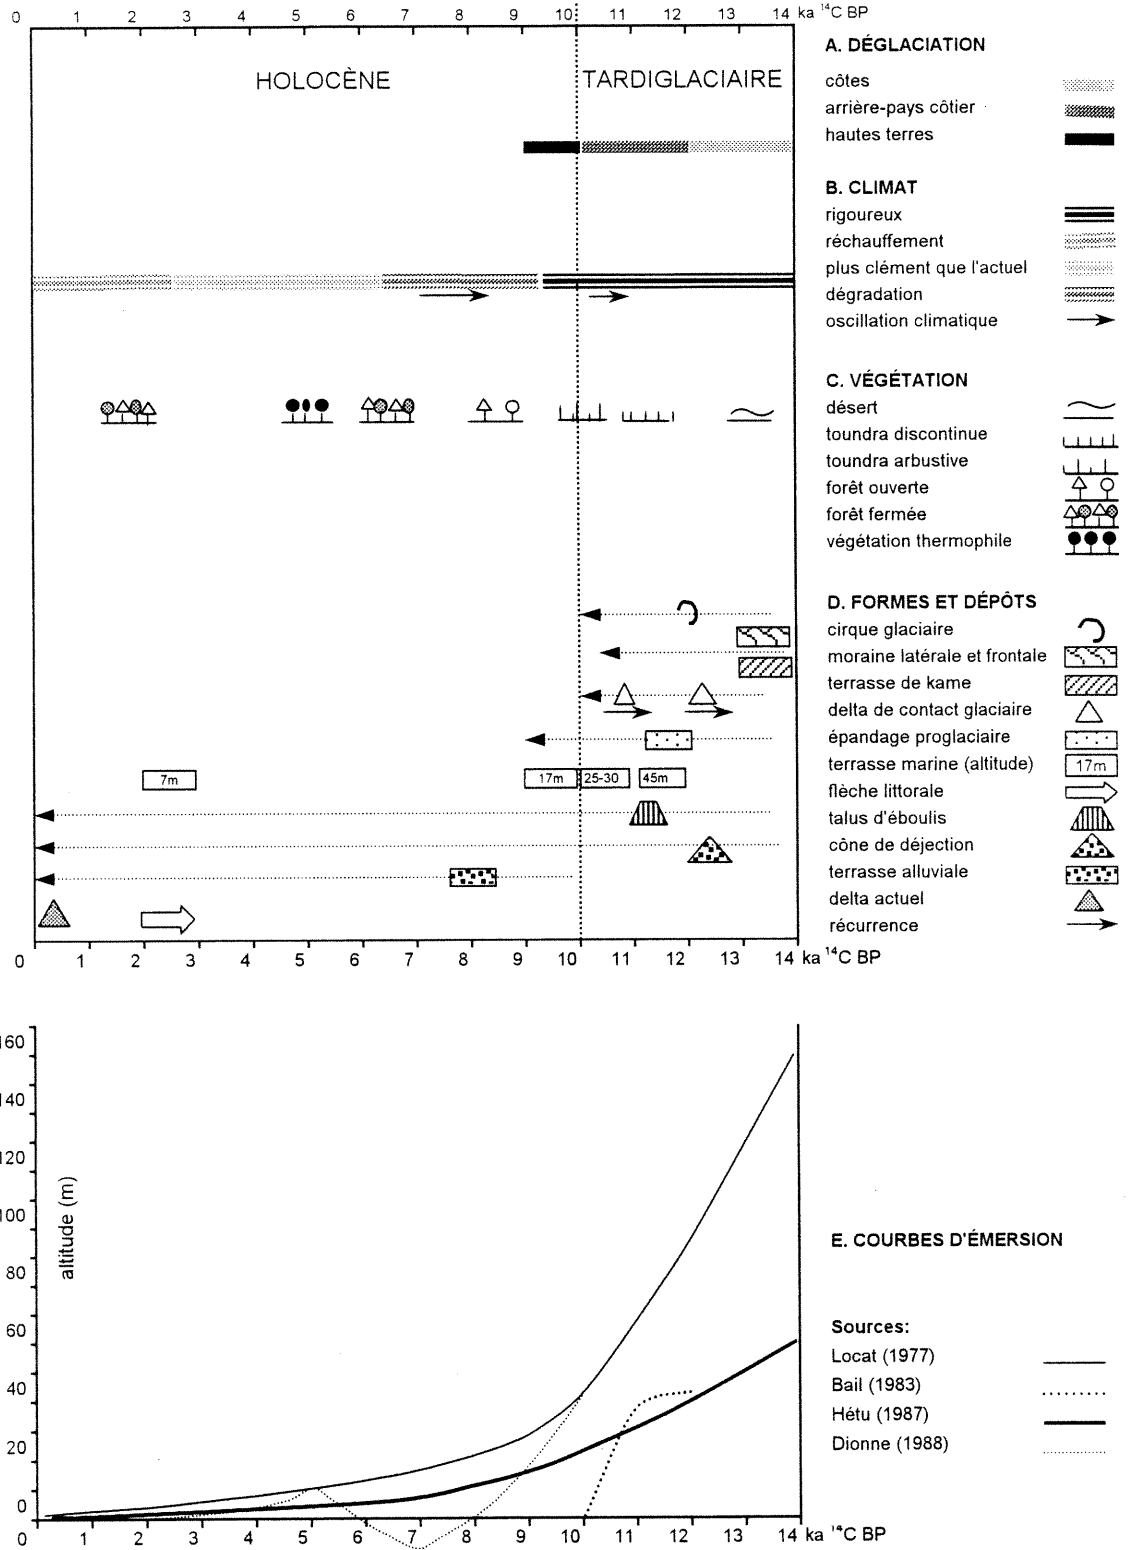 0 1 2 3 4 5 6 7 8 9 10 11 12 13 14 ka ¹⁴C BP
HOLOCÈNE TARDIGLACIAIRE
A. DÉGLACIATION
côtes
arrière-pays côtier
hautes terres
B. CLIMAT
rigoureux
réchauffement
plus clément que l'actuel
dégradation
oscillation climatique
C. VÉGÉTATION
désert
toundra discontinue
toundra arbustive
forêt ouverte
forêt fermée
végétation thermophile
D. FORMES ET DÉPÔTS
cirque glaciaire
moraine latérale et frontale
terrasse de kame
delta de contact glaciaire
épandage proglaciaire
terrasse marine (altitude) 17m
flèche littorale
talus d'éboulis
cône de déjection
terrasse alluviale
delta actuel
récurrence
7m 17m 25-30 45m
0 1 2 3 4 5 6 7 8 9 10 11 12 13 14 ka ¹⁴C BP
160
140
120
100
80
60
40
20
0
altitude (m)
0 1 2 3 4 5 6 7 8 9 10 11 12 13 14 ka ¹⁴C BP
E. COURBES D'ÉMERSION
Sources:
Locat (1977)
Bail (1983)
Hétu (1987)
Dionne (1988)